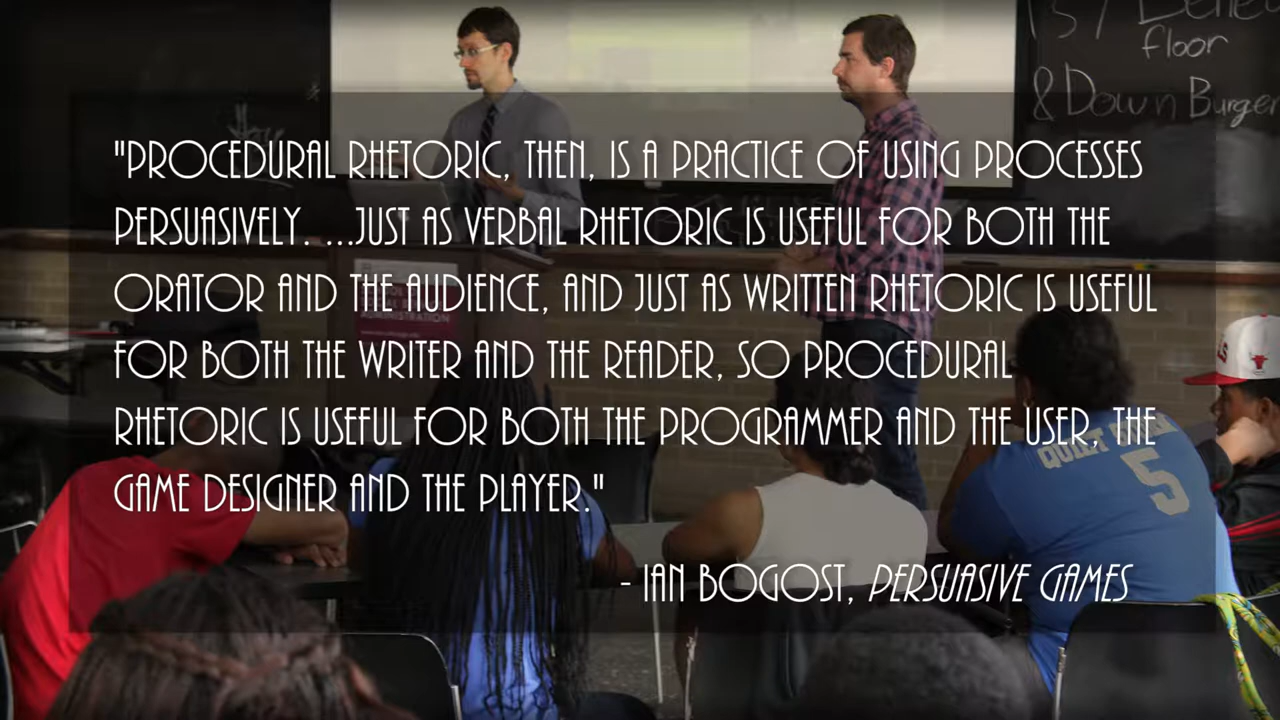 "PROCEDURAL RHETORIC, THEN, IS A PRACTICE OF USING PROCESSES
PERSUASIVELY. ...JUST AS VERBAL RHETORIC IS USEFUL FOR BOTH THE
ORATOR AND THE AUDIENCE, AND JUST AS WRITTEN RHETORIC IS USEFUL
FOR BOTH THE WRITER AND THE READER, SO PROCEDURAL
RHETORIC IS USEFUL FOR BOTH THE PROGRAMMER AND THE USER, THE
GAME DESIGNER AND THE PLAYER."
- IAN BOGOST, PERSUASIVE GAMES
floor
& Down Burger
ADMINISTRATION
QUIET
5